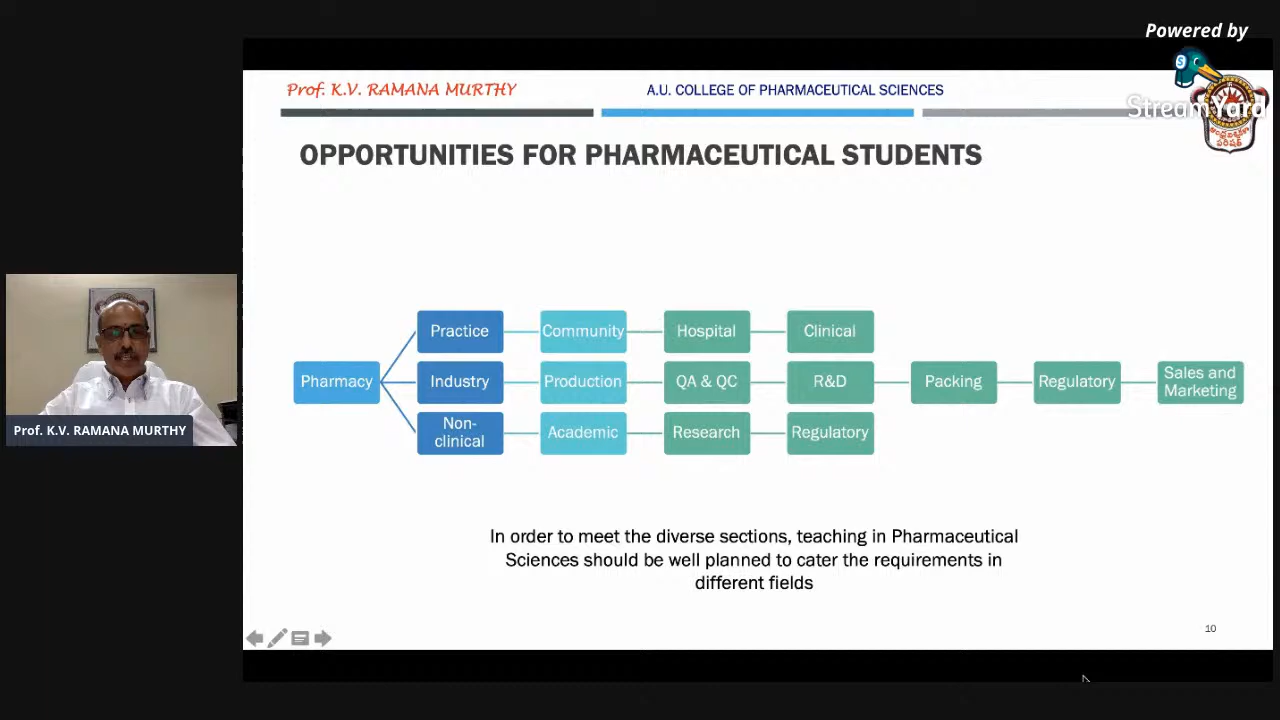 Powered by
StreamYard
Prof. K.V. RAMANA MURTHY
A.U. COLLEGE OF PHARMACEUTICAL SCIENCES
OPPORTUNITIES FOR PHARMACEUTICAL STUDENTS
Pharmacy
Practice
Community
Hospital
Clinical
Industry
Production
QA & QC
R&D
Packing
Regulatory
Sales and
Marketing
Non-
clinical
Academic
Research
Regulatory
Prof. K.V. RAMANA MURTHY
In order to meet the diverse sections, teaching in Pharmaceutical
Sciences should be well planned to cater the requirements in
different fields
10